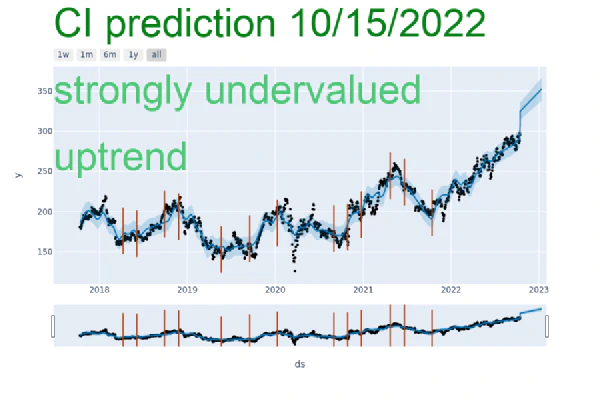 CI prediction 10/15/2022
1w 1m 6m 1y all
strongly undervalued
uptrend
350
300
250
200
150
y
2018 2019 2020 2021 2022 2023
ds